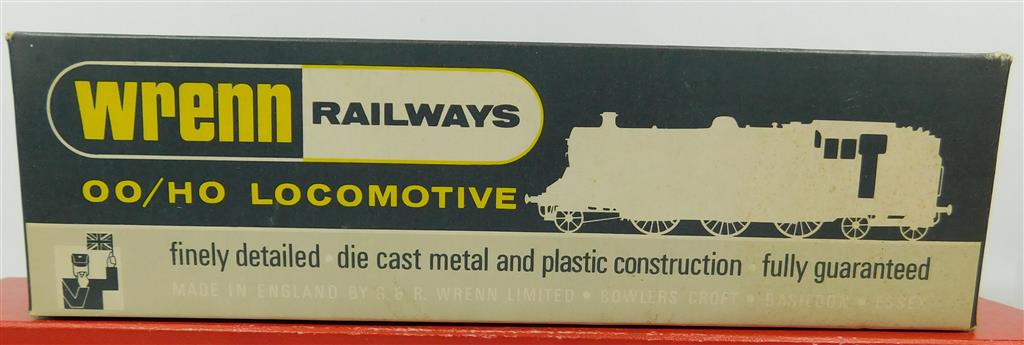 wrenn RAILWAYS
OO/HO LOCOMOTIVE
finely detailed · die cast metal and plastic construction · fully guaranteed
MADE IN ENGLAND BY G. & R. WRENN LIMITED • BOWLERS CROFT • BASILDON • ESSEX